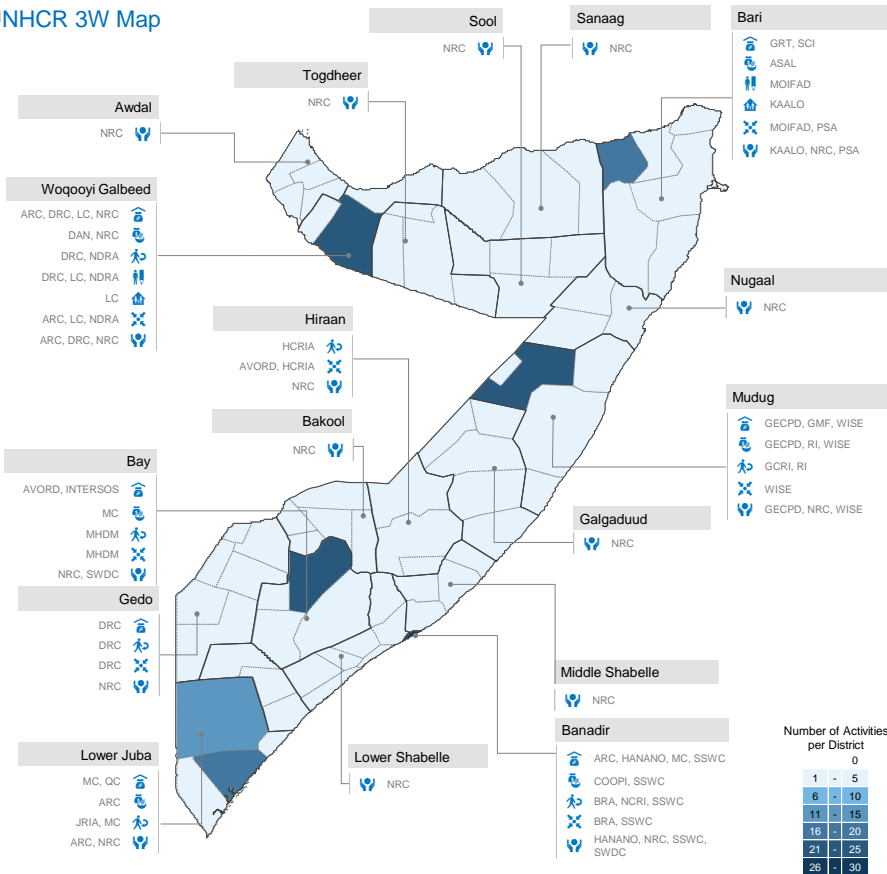 UNHCR 3W Map
Sool
NRC
Sanaag
NRC
Bari
GRT, SCI
ASAL
MOIFAD
KAALO
MOIFAD, PSA
KAALO, NRC, PSA
Togdheer
NRC
Awdal
NRC
Woqooyi Galbeed
ARC, DRC, LC, NRC
DAN, NRC
DRC, NDRA
DRC, LC, NDRA
LC
ARC, LC, NDRA
ARC, DRC, NRC
Nugaal
NRC
Hiraan
HCRIA
AVORD, HCRIA
NRC
Bakool
NRC
Mudug
GECPD, GMF, WISE
GECPD, RI, WISE
GCRI, RI
WISE
GECPD, NRC, WISE
Bay
AVORD, INTERSOS
MC
MHDM
MHDM
NRC, SWDC
Galgaduud
NRC
Gedo
DRC
DRC
DRC
NRC
Middle Shabelle
NRC
Lower Juba
MC, QC
ARC
JRIA, MC
ARC, NRC
Lower Shabelle
NRC
Banadir
ARC, HANANO, MC, SSWC
COOPI, SSWC
BRA, NCRI, SSWC
BRA, SSWC
HANANO, NRC, SSWC,
SWDC
Number of Activities
per District
0
1 - 5
6 - 10
11 - 15
16 - 20
21 - 25
26 - 30